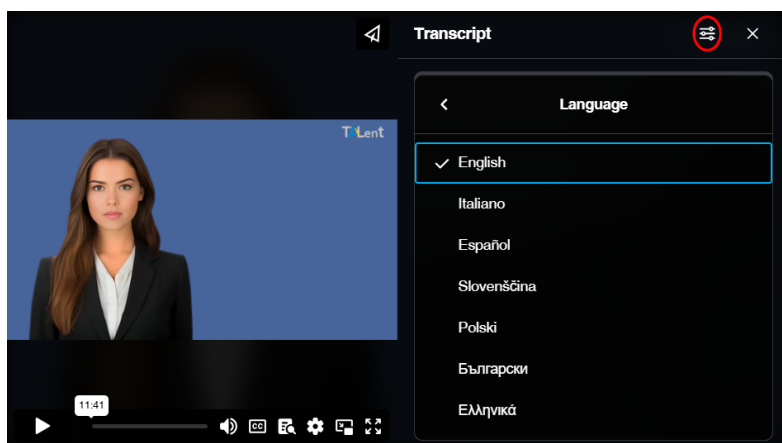 Transcript
Language
English
Italiano
Español
Slovenščina
Polski
Български
Ελληνικά
TALent
11:41
CC